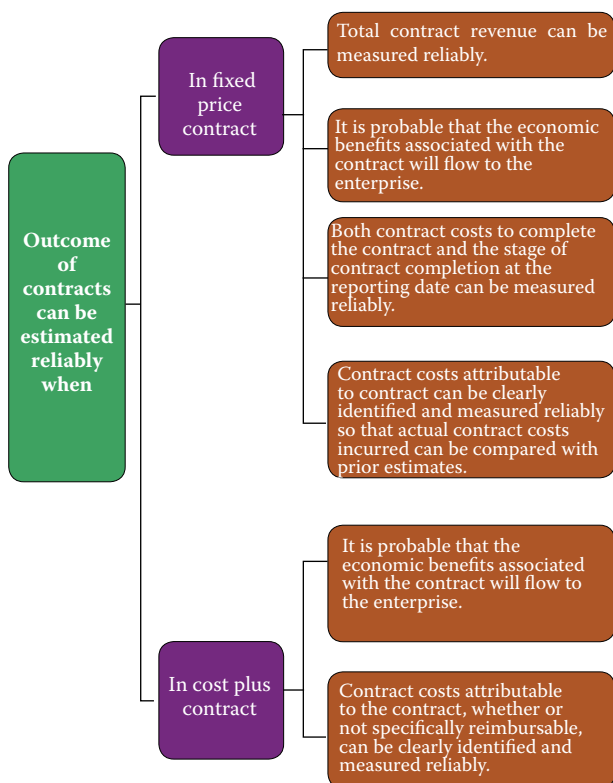 Outcome
of
contracts
can be
estimated
reliably
when
In fixed
price
contract
Total contract revenue can be
measured reliably.
It is probable that the economic
benefits associated with the
contract will flow to the
enterprise.
Both contract costs to complete
the contract and the stage of
contract completion at the
reporting date can be measured
reliably.
Contract costs attributable
to contract can be clearly
identified and measured reliably
so that actual contract costs
incurred can be compared with
prior estimates.
In cost plus
contract
It is probable that the
economic benefits associated
with the contract will flow to
the enterprise.
Contract costs attributable
to the contract, whether or
not specifically reimbursable,
can be clearly identified and
measured reliably.